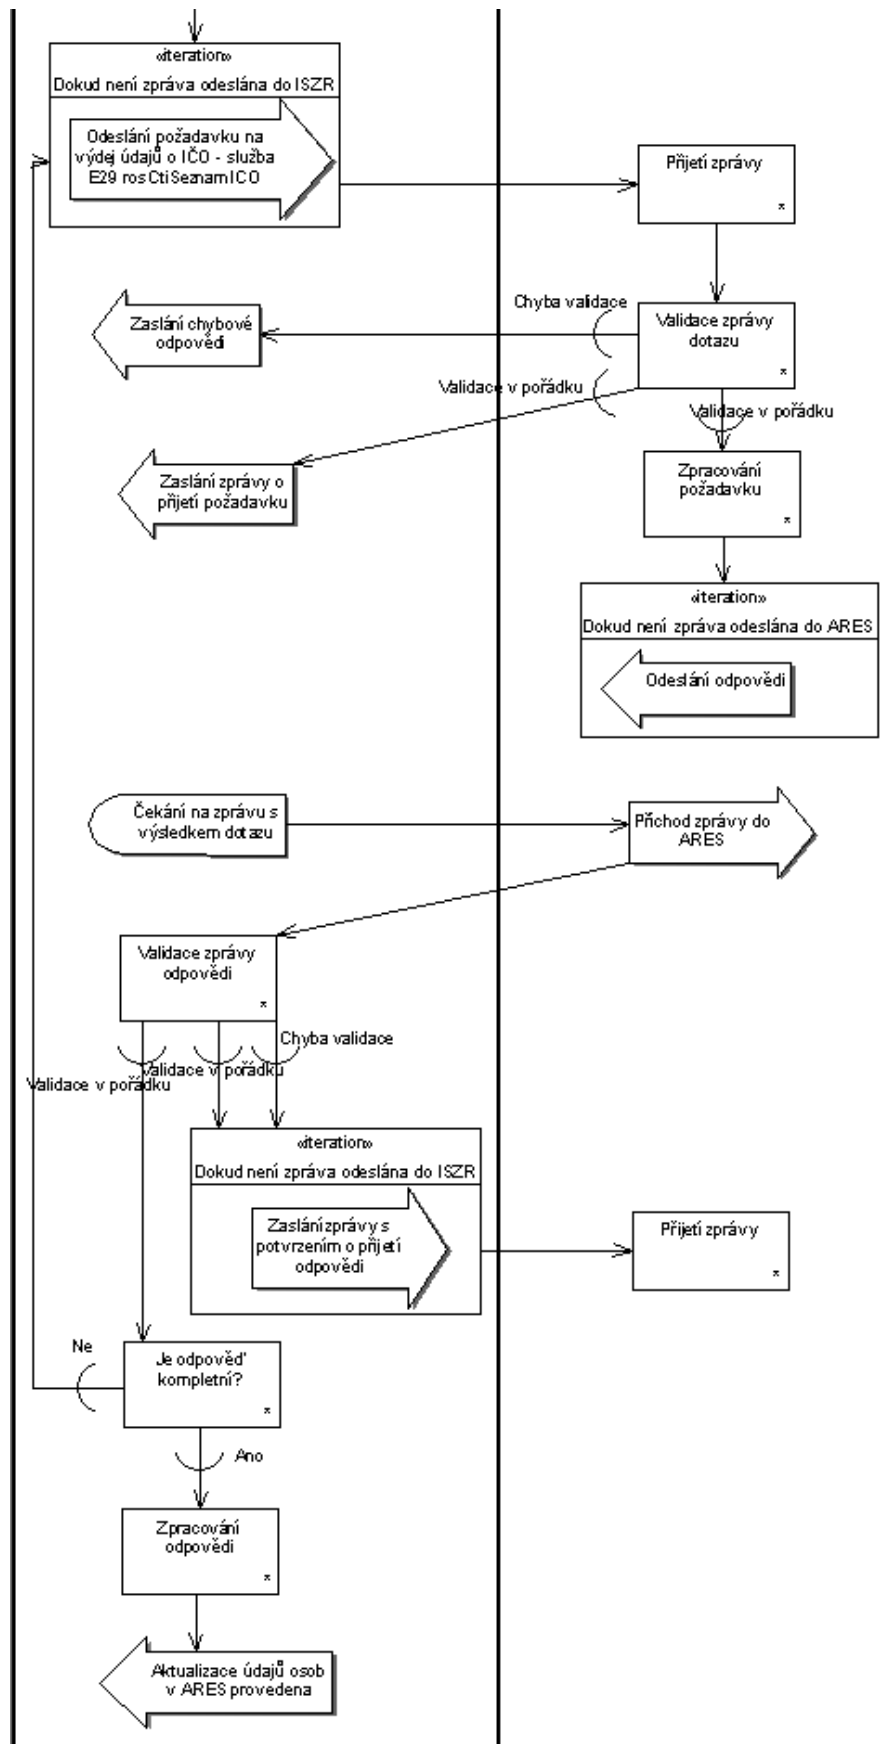 «iteration»
Dokud není zpráva odeslána do ISZR
Odeslání požadavku na
výdej údajů o IČO - služba
E29 rosCtiSeznamICO
Přijetí zprávy
*
Chyba validace
Zaslání chybové
odpovědi
Validace zprávy
dotazu
*
Validace v pořádku
Validace v pořádku
Zaslání zprávy o
přijetí požadavku
Zpracování
požadavku
*
«iteration»
Dokud není zpráva odeslána do ARES
Odeslání odpovědi
Čekání na zprávu s
výsledkem dotazu
Příchod zprávy do
ARES
Validace zprávy
odpovědi
*
Chyba validace
Validace v pořádku
Validace v pořádku
«iteration»
Dokud není zpráva odeslána do ISZR
Zaslání zprávy s
potvrzením o přijetí
odpovědi
Přijetí zprávy
*
Ne
Je odpověď
kompletní?
*
Ano
Zpracování
odpovědi
*
Aktualizace údajů osob
v ARES provedena